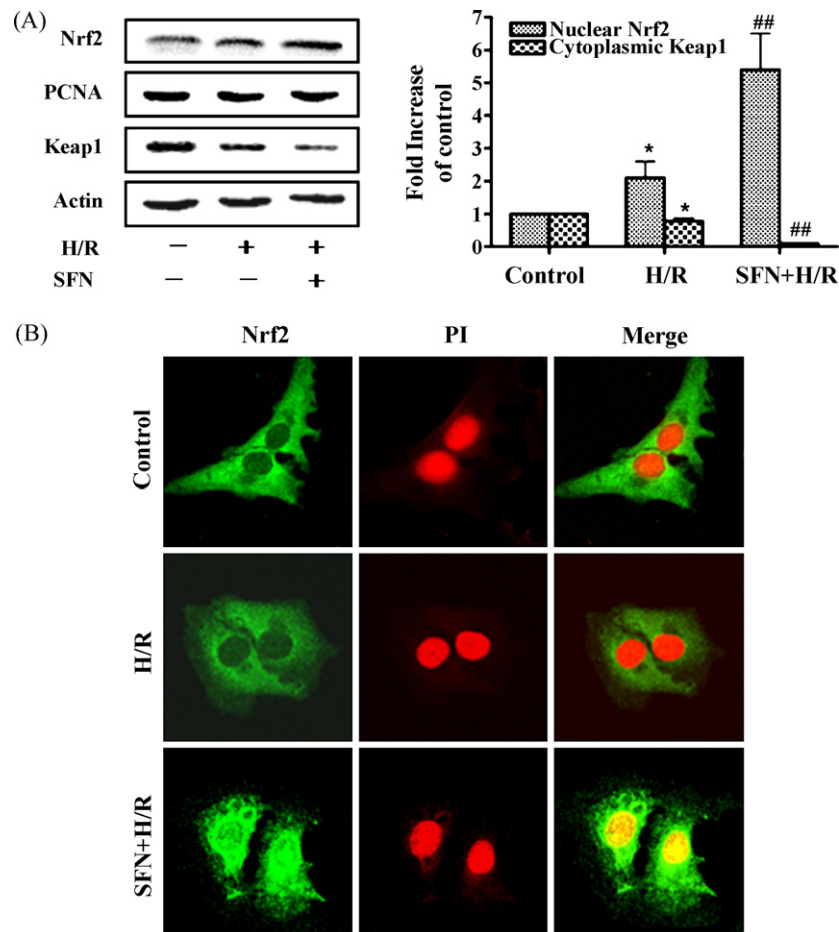 (A)
Nrf2
PCNA
Keap1
Actin
H/R − + +
SFN − − +
Fold Increase
of control
7
6
5
4
3
2
1
0
Nuclear Nrf2
Cytoplasmic Keap1
* * ## ##
Control H/R SFN+H/R
(B)
Nrf2 PI Merge
Control
H/R
SFN+H/R